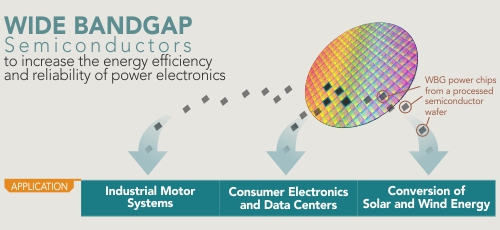 WIDE BANDGAP
Semiconductors
to increase the energy efficiency
and reliability of power electronics
WBG power chips
from a processed
semiconductor
wafer
APPLICATION
Industrial Motor
Systems
Consumer Electronics
and Data Centers
Conversion of
Solar and Wind Energy